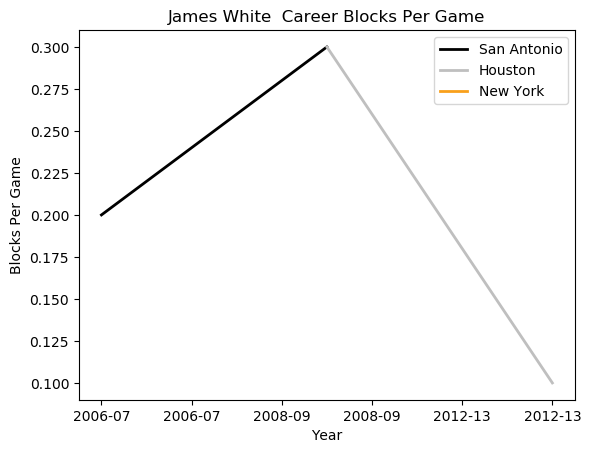 James White  Career Blocks Per Game
0.300
0.275
0.250
0.225
0.200
0.175
0.150
0.125
0.100
Blocks Per Game
San Antonio
Houston
New York
2006-07 2006-07 2008-09 2008-09 2012-13 2012-13
Year